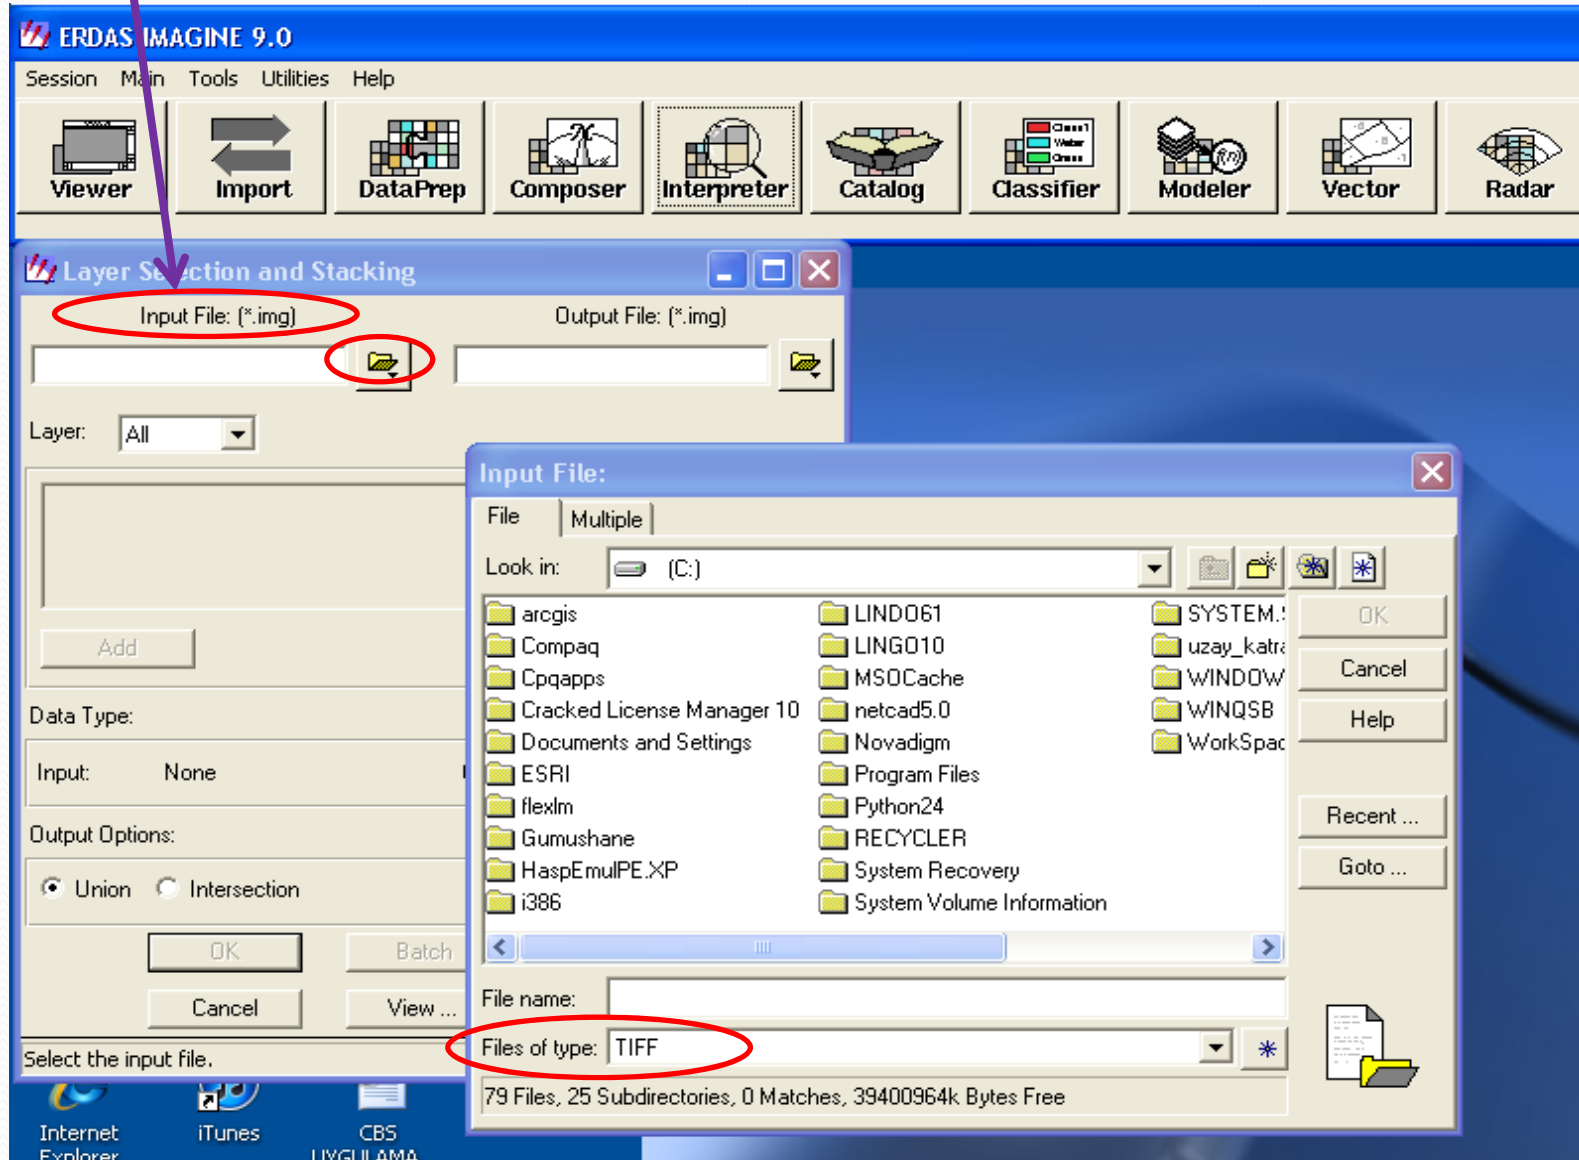 ERDAS IMAGINE 9.0
Session Main Tools Utilities Help
Viewer Import DataPrep Composer Interpreter Catalog Classifier Modeler Vector Radar
Layer Selection and Stacking
Input File: (*.img) Output File: (*.img)
Layer: All
Add
Data Type:
Input: None
Output Options:
Union Intersection
OK Batch
Cancel View ...
Select the input file.
Input File:
File Multiple
Look in: (C:)
arcgis LINDO61 SYSTEM.
Compaq LINGO10 uzay_katra
Cpqapps MSOCache WINDOW
Cracked License Manager 10 netcad5.0 WINQSB
Documents and Settings Novadigm WorkSpac
ESRI Program Files
flexlm Python24
Gumushane RECYCLER
HaspEmulPE.XP System Recovery
i386 System Volume Information
OK
Cancel
Help
Recent ...
Goto ...
File name:
Files of type: TIFF
79 Files, 25 Subdirectories, 0 Matches, 39400964k Bytes Free
Internet iTunes CBS
Explorer UYGULAMA